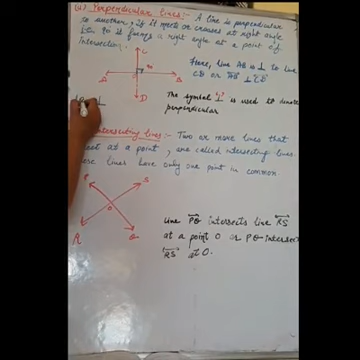 (ii) Perpendicular lines: A line is perpendicular
to another, if it meets or crosses at right angle
it forms a right angle at a point of
intersection.
C
90
A B
D
Here, line AB is ⊥ to line
CD or AB ⊥ CD
The symbol '⊥' is used to denote
perpendicular
Intersecting lines: Two or more lines that
meet at a point, are called intersecting lines
These lines have only one point in common.
P S
O
R Q
Line PQ intersects line RS
at a point O or PQ intersect
RS at O.